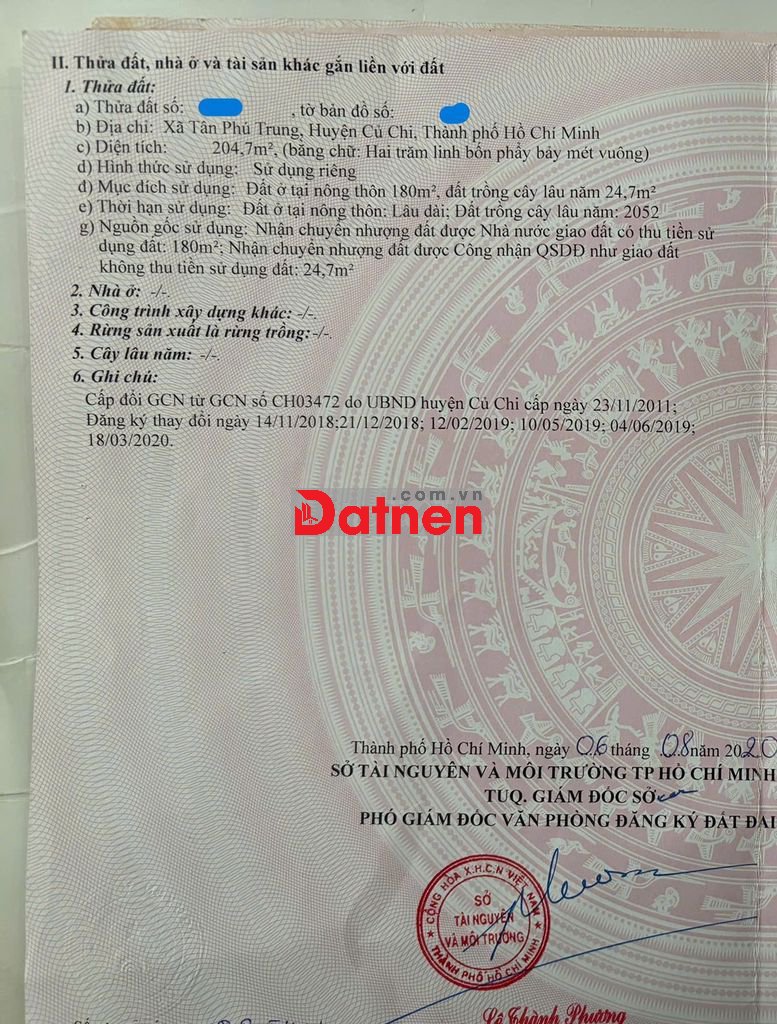 II. Thửa đất, nhà ở và tài sản khác gắn liền với đất
1. Thửa đất:
a) Thửa đất số: , tờ bản đồ số:
b) Địa chỉ: Xã Tân Phú Trung, Huyện Củ Chi, Thành phố Hồ Chí Minh
c) Diện tích: 204,7m², (bằng chữ: Hai trăm linh bốn phẩy bảy mét vuông)
d) Hình thức sử dụng: Sử dụng riêng
đ) Mục đích sử dụng: Đất ở tại nông thôn 180m², đất trồng cây lâu năm 24,7m²
e) Thời hạn sử dụng: Đất ở tại nông thôn: Lâu dài; Đất trồng cây lâu năm: 2052
g) Nguồn gốc sử dụng: Nhận chuyển nhượng đất được Nhà nước giao đất có thu tiền sử
dụng đất: 180m²; Nhận chuyển nhượng đất được Công nhận QSDĐ như giao đất
không thu tiền sử dụng đất: 24,7m²
2. Nhà ở: -/-.
3. Công trình xây dựng khác: -/-.
4. Rừng sản xuất là rừng trồng: -/-.
5. Cây lâu năm: -/-.
6. Ghi chú:
Cấp đổi GCN từ GCN số CH03472 do UBND huyện Củ Chi cấp ngày 23/11/2011;
Đăng ký thay đổi ngày 14/11/2018;21/12/2018; 12/02/2019; 10/05/2019; 04/06/2019;
18/03/2020.
.com.vn
Datnen
Thành phố Hồ Chí Minh, ngày 06 tháng 08 năm 2020
SỞ TÀI NGUYÊN VÀ MÔI TRƯỜNG TP HỒ CHÍ MINH
TUQ. GIÁM ĐỐC SỞ
PHÓ GIÁM ĐỐC VĂN PHÒNG ĐĂNG KÝ ĐẤT ĐAI
CỘNG HÒA X.H.C.N VIỆT NAM
SỞ
TÀI NGUYÊN
VÀ MÔI TRƯỜNG
THÀNH PHỐ HỒ CHÍ MINH
Lê Thành Phương